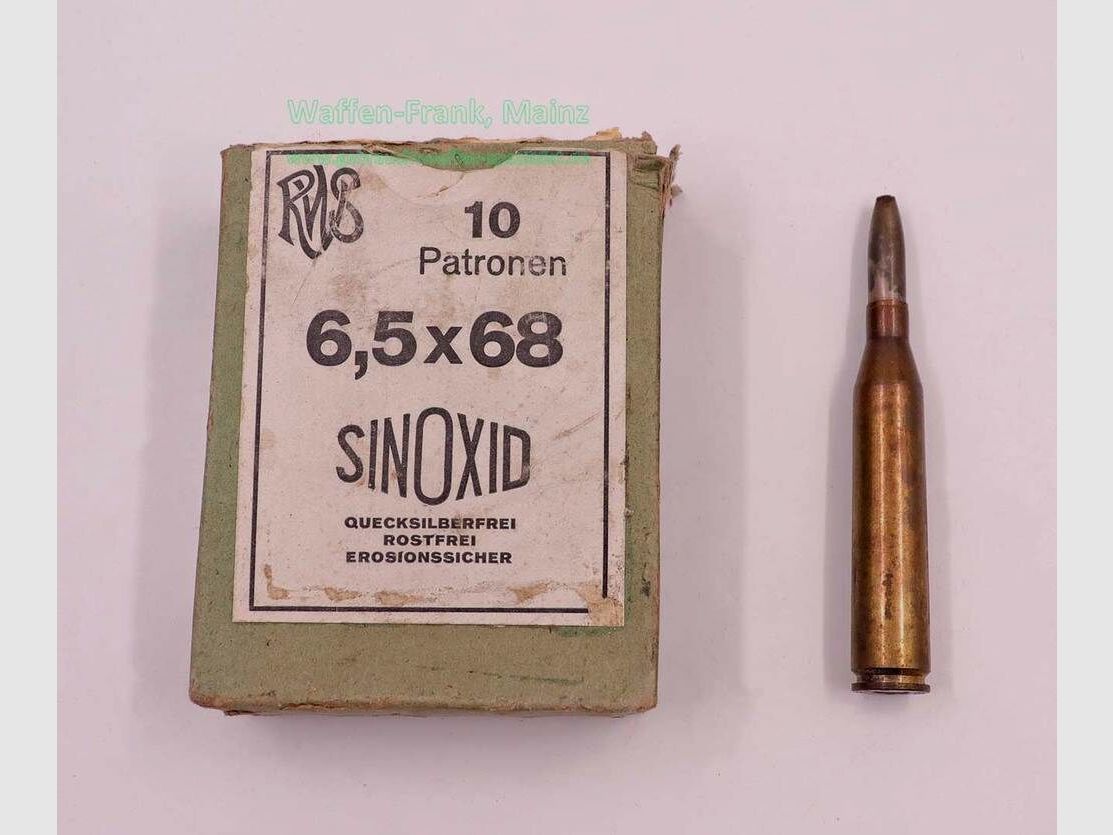 Waffen-Frank, Mainz
RWS
10
Patronen
6,5x68
SINOXID
QUECKSILBERFREI
ROSTFREI
EROSIONSSICHER